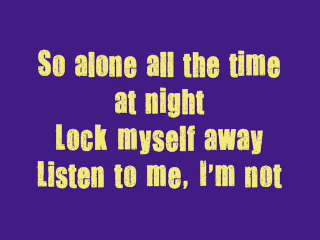 So alone all the time
at night
Lock myself away
Listen to me, I'm not